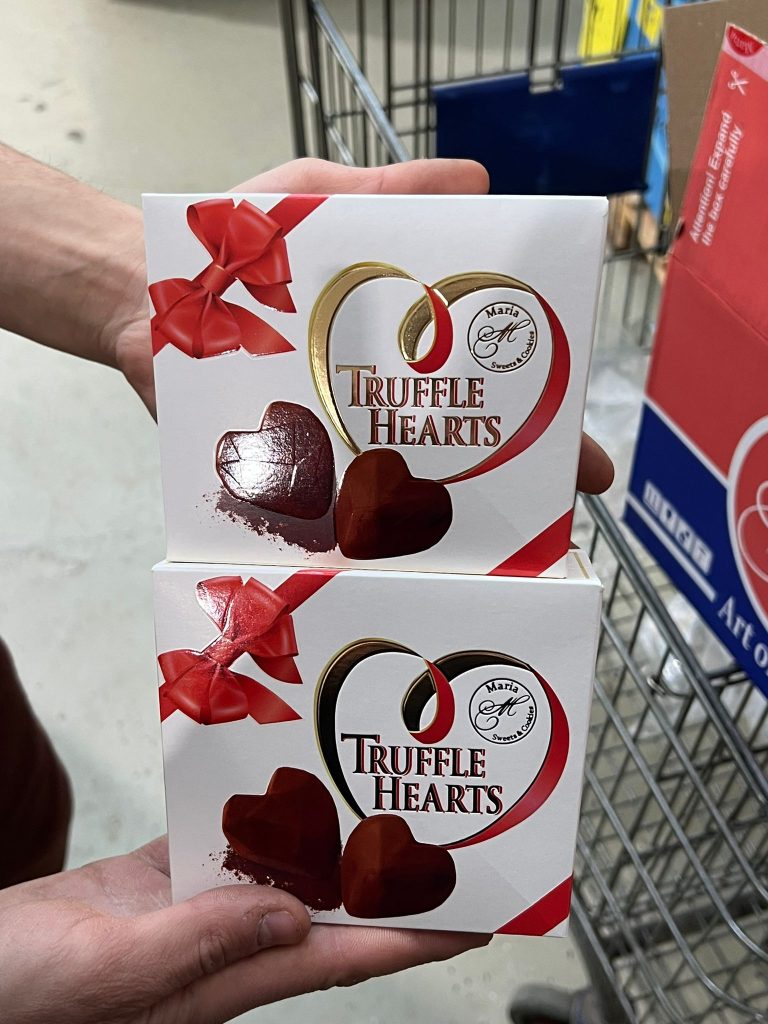 Maria
M
Sweets & Cookies
TRUFFLE
HEARTS
Maria
M
Sweets & Cookies
TRUFFLE
HEARTS
Attention! Expand
the box carefully
Art o